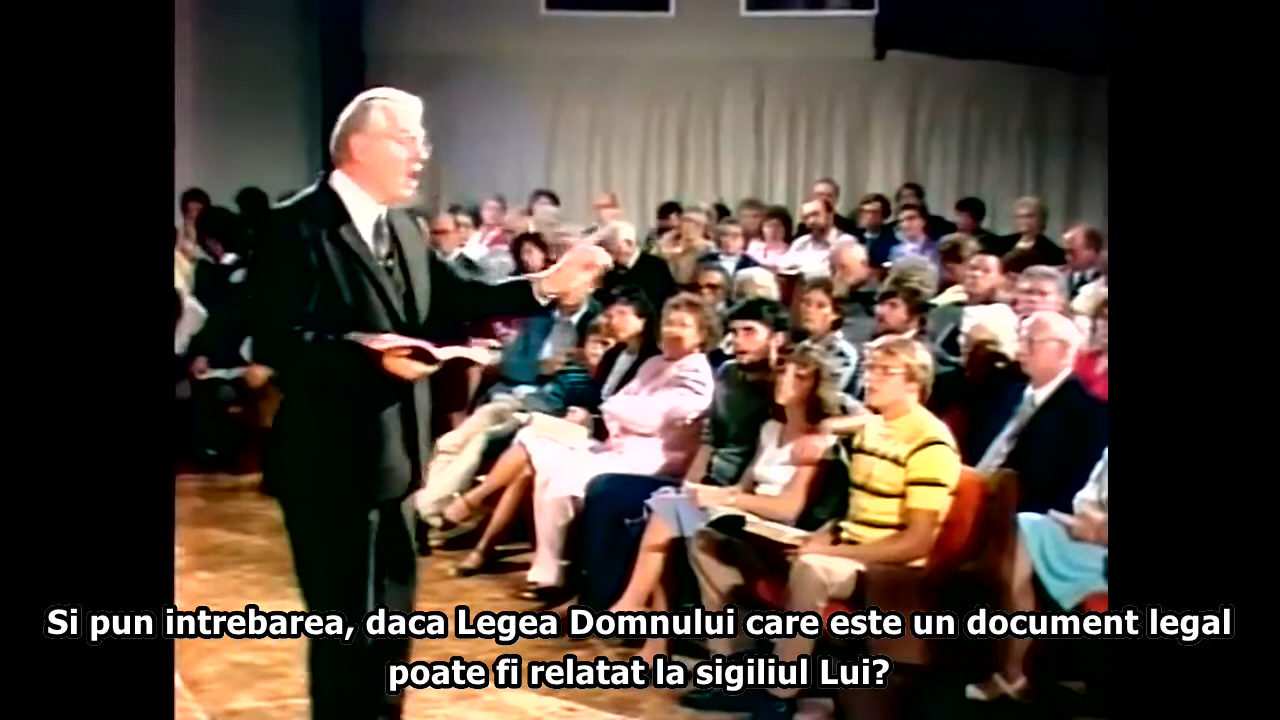 Si pun intrebarea, daca Legea Domnului care este un document legal
poate fi relatat la sigiliul Lui?